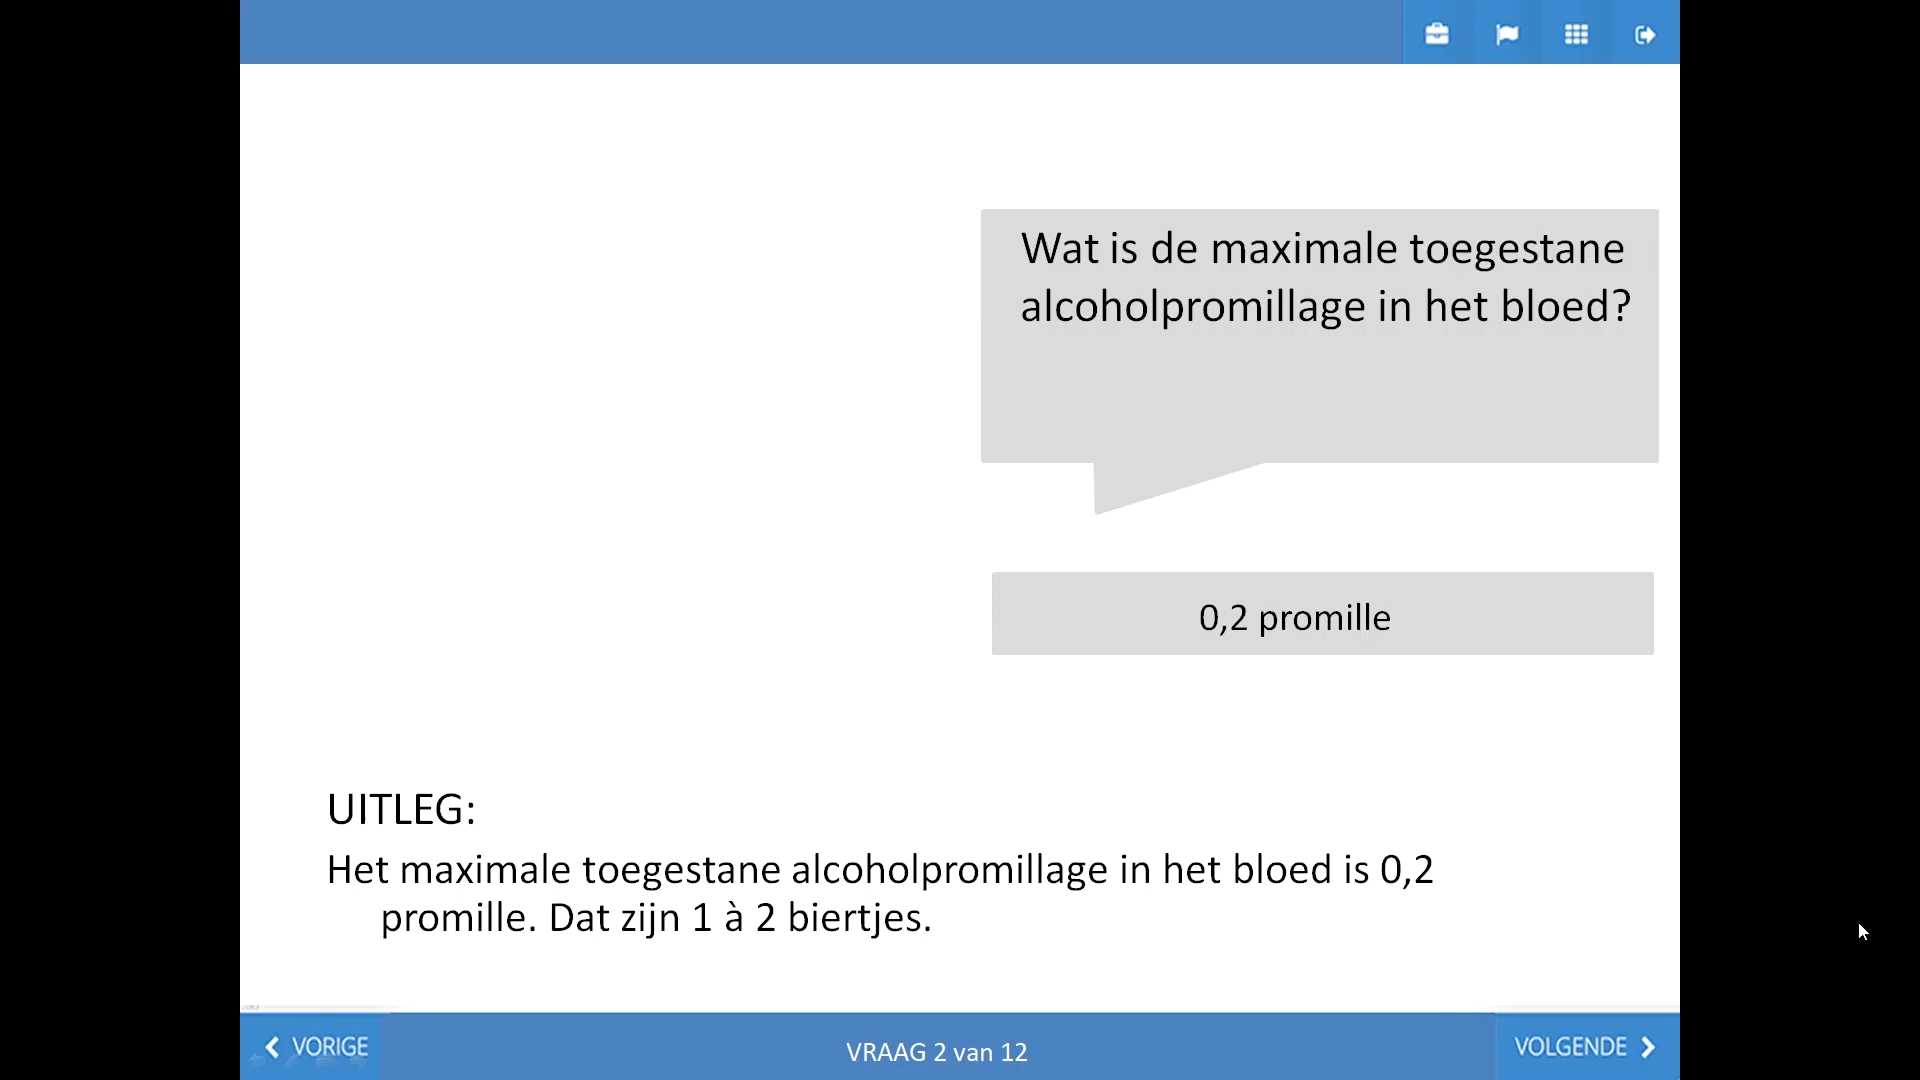 Wat is de maximale toegestane
alcoholpromillage in het bloed?
0,2 promille
UITLEG:
Het maximale toegestane alcoholpromillage in het bloed is 0,2
promille. Dat zijn 1 à 2 biertjes.
VORIGE
VRAAG 2 van 12
VOLGENDE